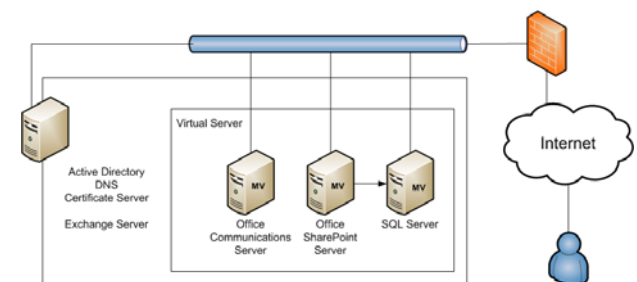 Virtual Server
Internet
Active Directory
DNS
Certificate Server
Exchange Server
MV
MV
MV
Office
Communications
Server
Office
SharePoint
Server
SQL Server